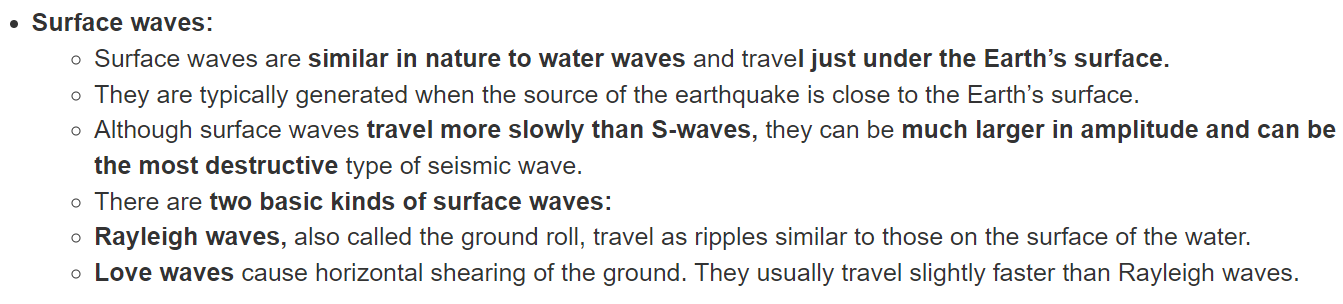 Surface waves:
Surface waves are similar in nature to water waves and travel just under the Earth’s surface.
They are typically generated when the source of the earthquake is close to the Earth’s surface.
Although surface waves travel more slowly than S-waves, they can be much larger in amplitude and can be
the most destructive type of seismic wave.
There are two basic kinds of surface waves:
Rayleigh waves, also called the ground roll, travel as ripples similar to those on the surface of the water.
Love waves cause horizontal shearing of the ground. They usually travel slightly faster than Rayleigh waves.